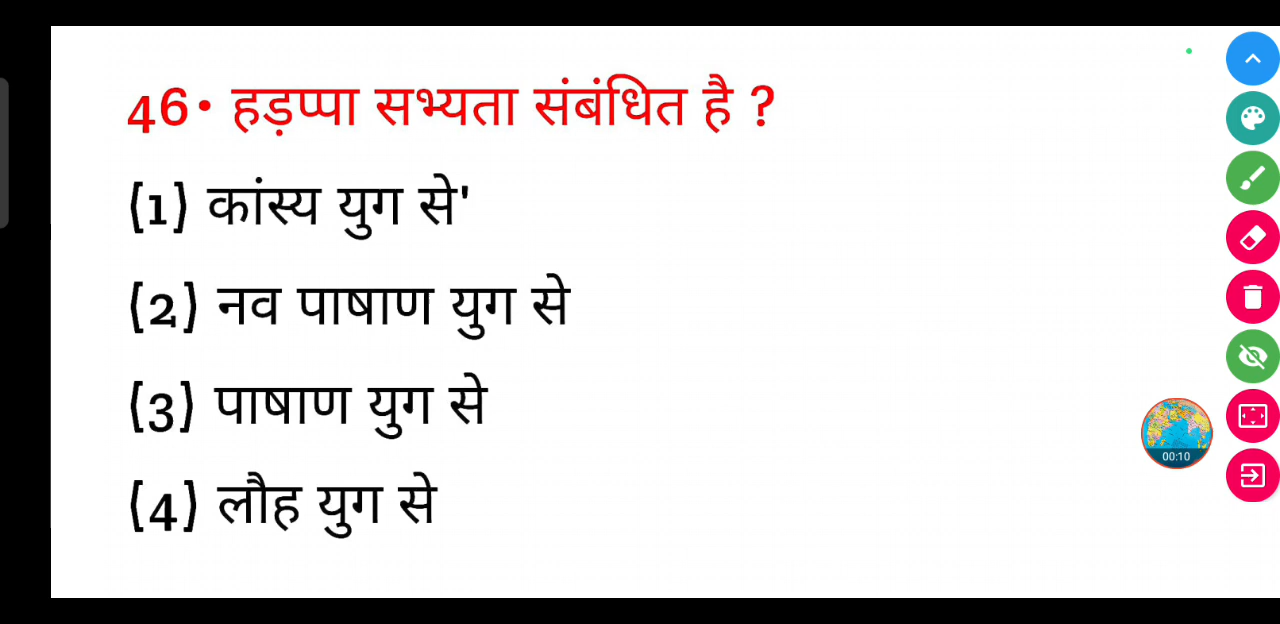 46• हड़प्पा सभ्यता संबंधित है ?
(1) कांस्य युग से'
(2) नव पाषाण युग से
(3) पाषाण युग से
(4) लौह युग से
00:10